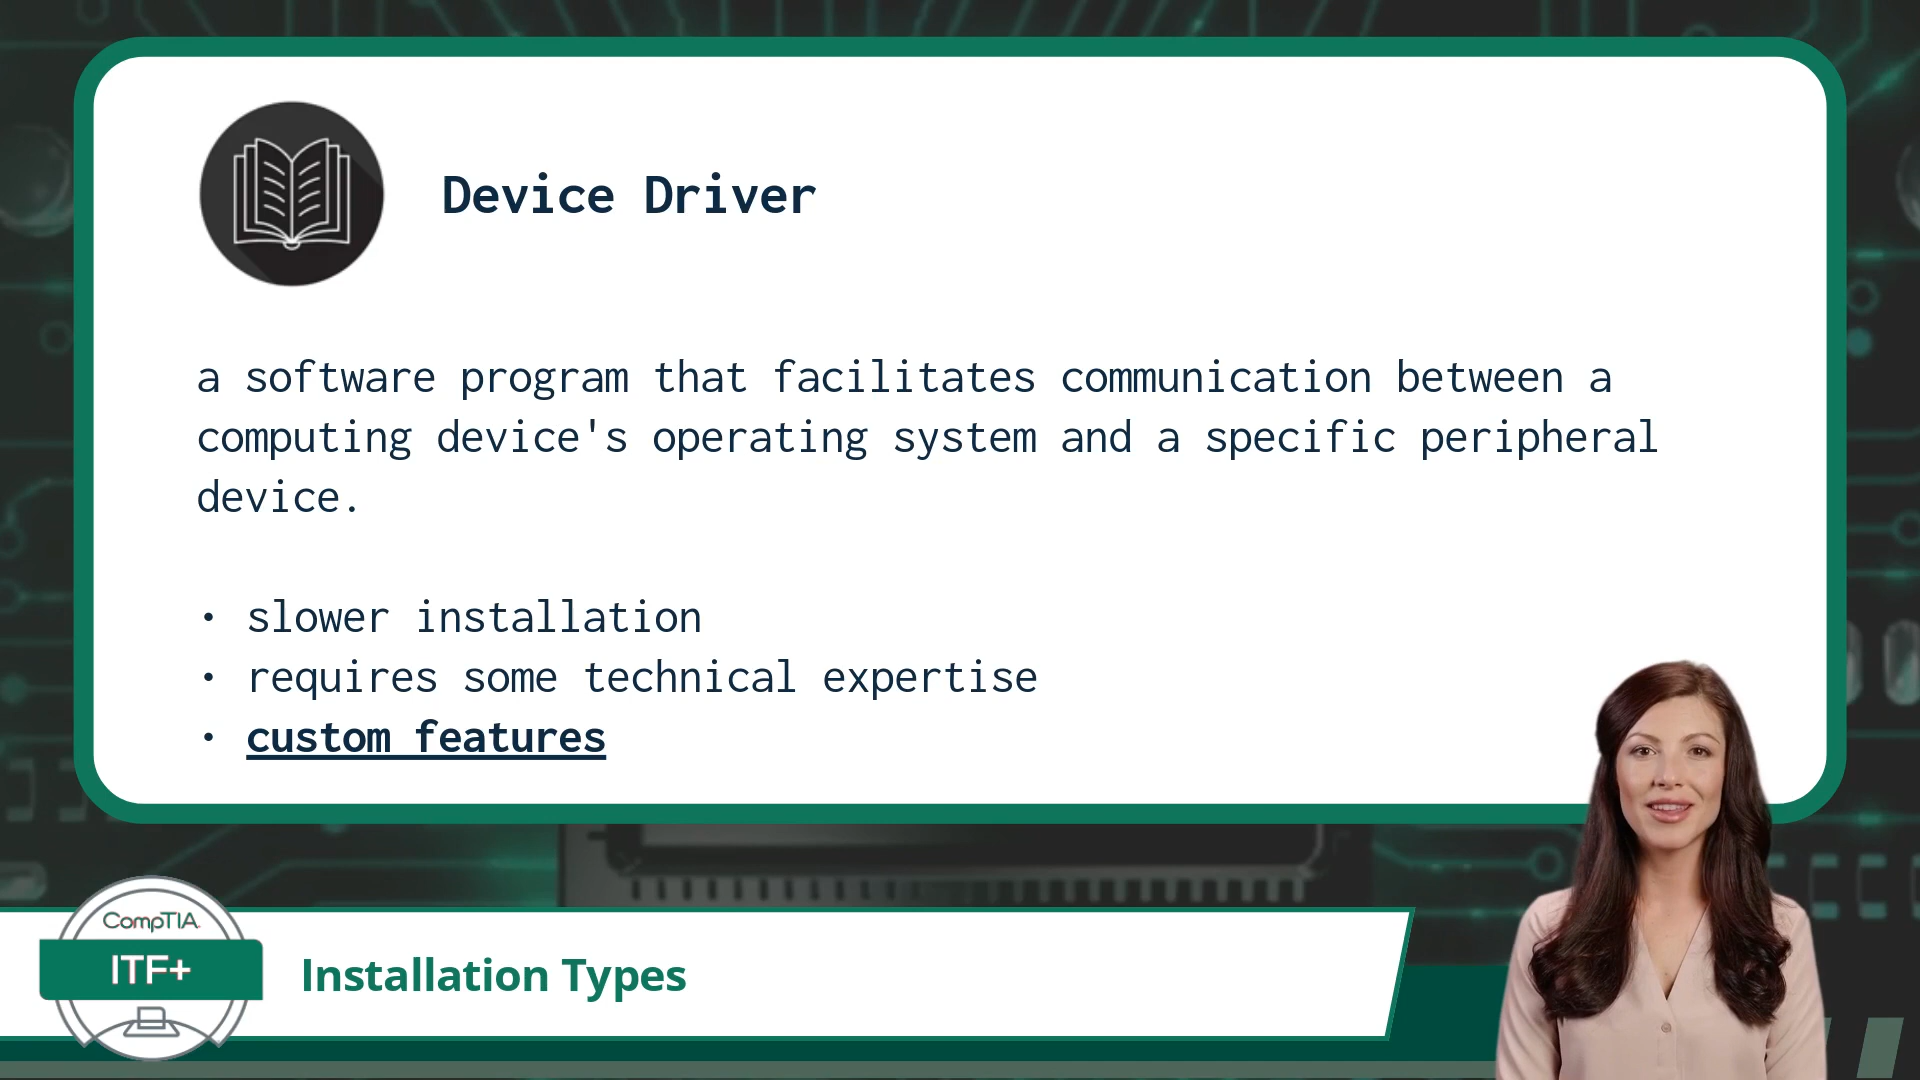 Device Driver
a software program that facilitates communication between a
computing device's operating system and a specific peripheral
device.
• slower installation
• requires some technical expertise
• custom features
CompTIA
ITF+
Installation Types